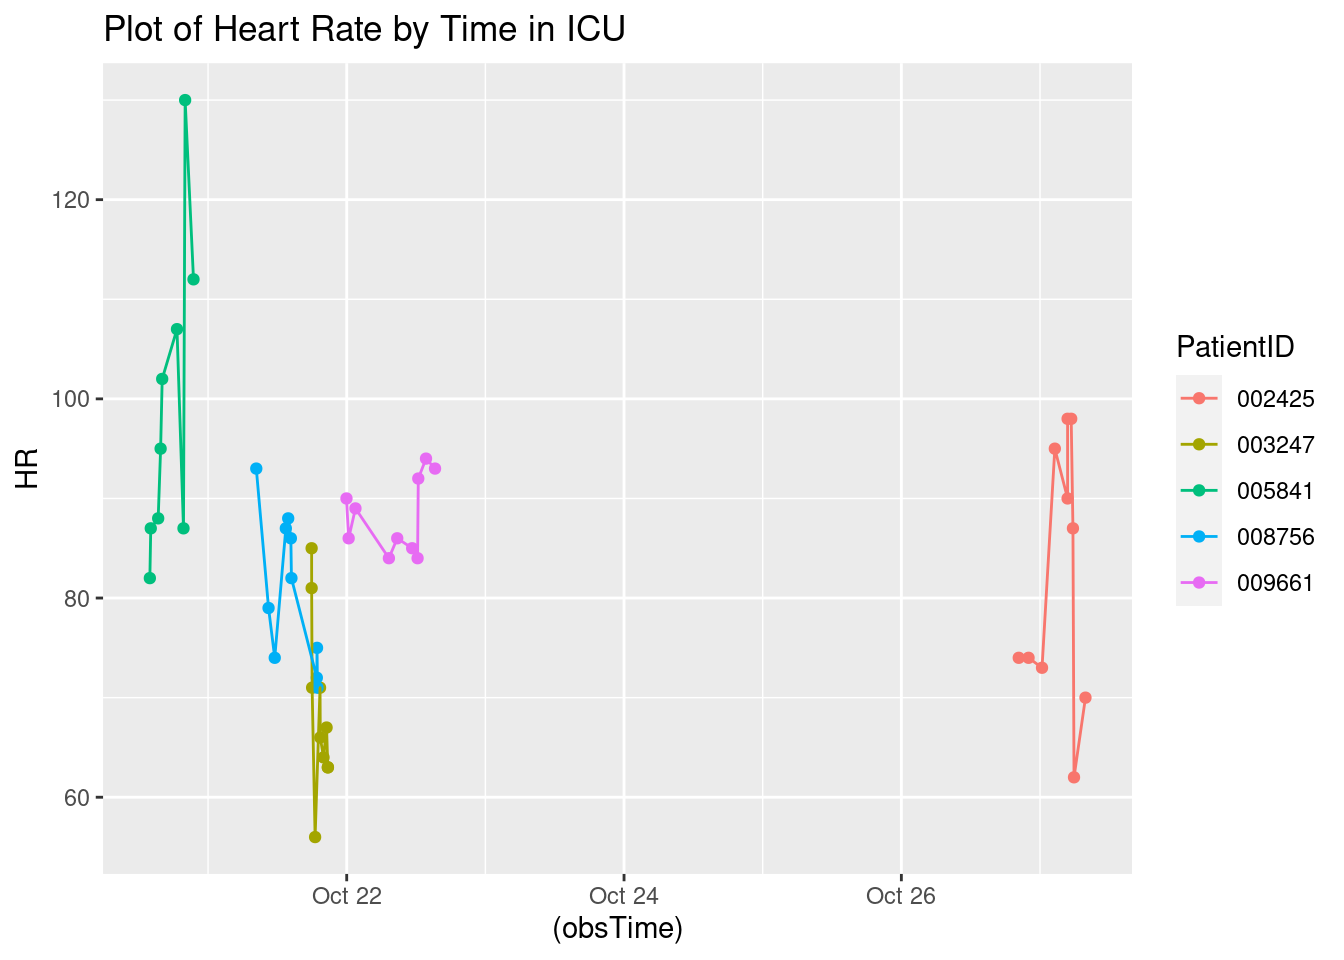 Plot of Heart Rate by Time in ICU
HR
120
100
80
60
Oct 22
Oct 24
Oct 26
(obsTime)
PatientID
002425
003247
005841
008756
009661